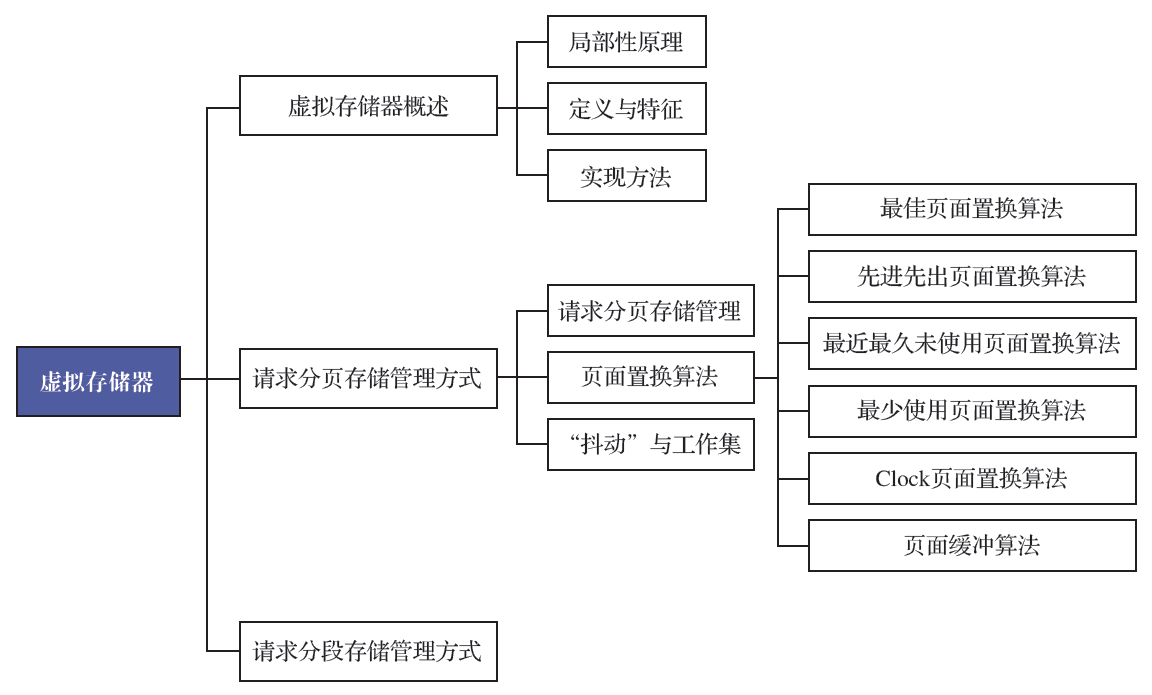 虚拟存储器
虚拟存储器概述
局部性原理
定义与特征
实现方法
请求分页存储管理方式
请求分页存储管理
页面置换算法
最佳页面置换算法
先进先出页面置换算法
最近最久未使用页面置换算法
最少使用页面置换算法
Clock页面置换算法
页面缓冲算法
“抖动”与工作集
请求分段存储管理方式